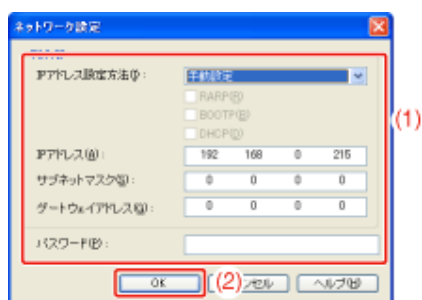 ネットワーク設定
IPアドレス設定方法(I): 手動設定
RARP(R)
BOOTP(B)
DHCP(D)
(1)
IPアドレス(A): 192 168 0 215
サブネットマスク(S): 0 0 0 0
ゲートウェイアドレス(G): 0 0 0 0
パスワード(P):
OK (2) ンセル ヘルプ(H)